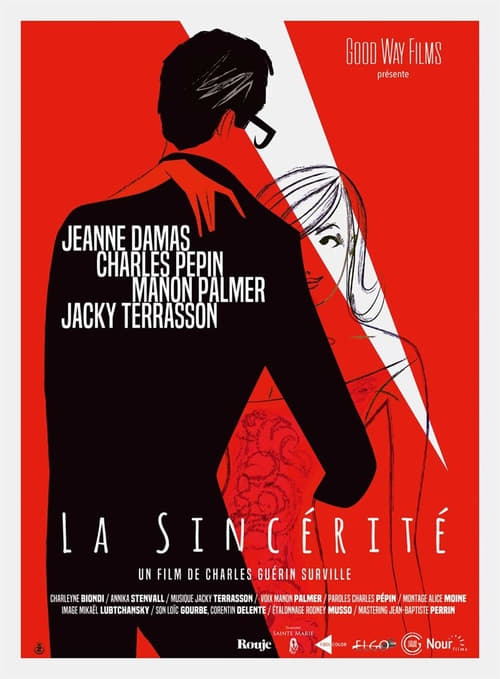 GOOD WAY FILMS
présente
JEANNE DAMAS
CHARLES PEPIN
MANON PALMER
JACKY TERRASSON
LA SINCÉRITÉ
UN FILM DE CHARLES GUÉRIN SURVILLE
CHARLEYNE BIONDI / ANNIKA STENVALL / MUSIQUE JACKY TERRASSON / VOIX MANON PALMER / PAROLES CHARLES PÉPIN / MONTAGE ALICE MOINE
IMAGE MIKAËL LUBTCHANSKY / SON LOÏC GOURBE, CORENTIN DELENTE / ÉTALONNAGE RODNEY MUSSO / MASTERING JEAN-BAPTISTE PERRIN
Rouje
SAINTE MARIE
COLOR
Nour films